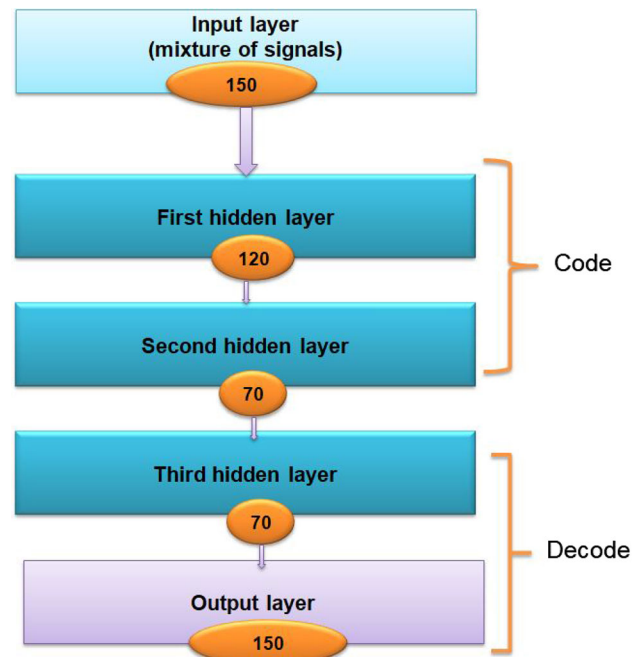 Input layer
(mixture of signals)
150
First hidden layer
120
Code
Second hidden layer
70
Third hidden layer
70
Decode
Output layer
150